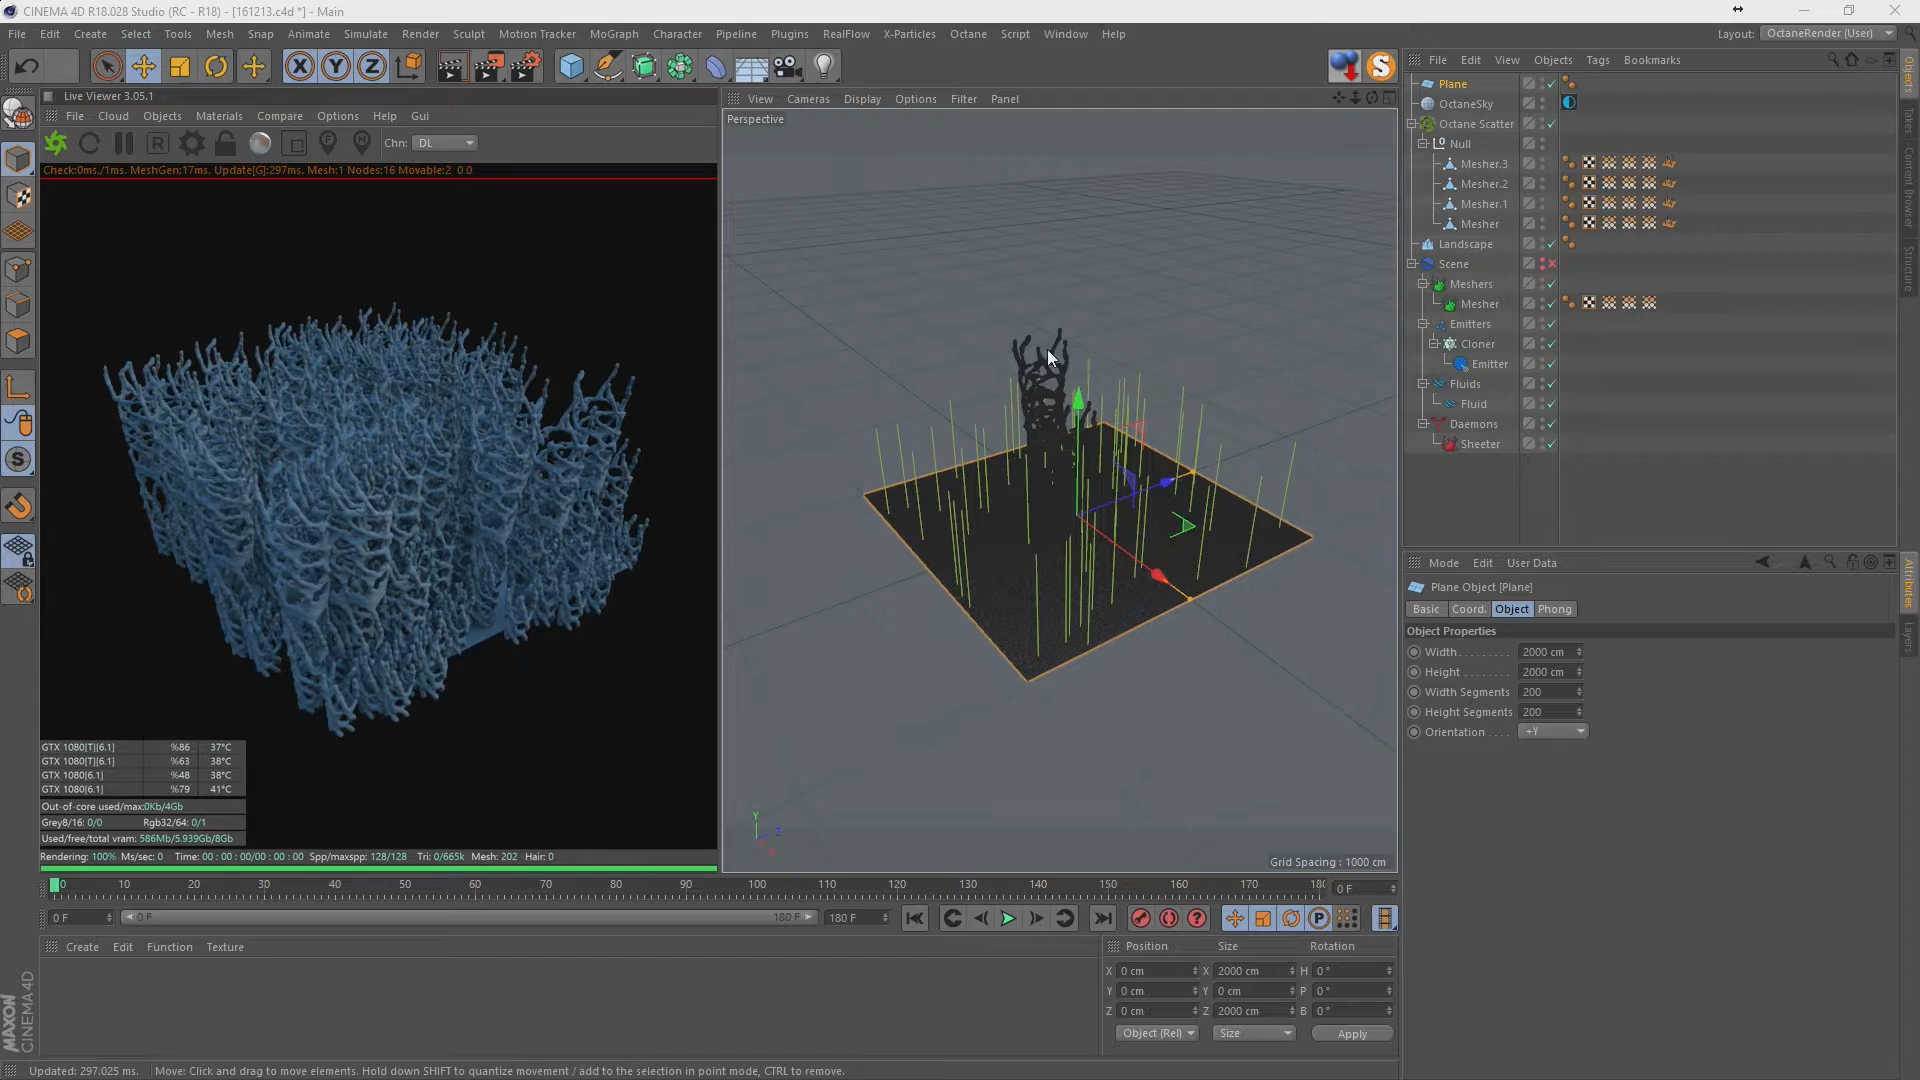 CINEMA 4D R18.028 Studio (RC - R18) - [161213.c4d *] - Main
File Edit Create Select Tools Mesh Snap Animate Simulate Render Sculpt Motion Tracker MoGraph Character Pipeline Plugins RealFlow X-Particles Octane Script Window Help Layout: OctaneRender (User)
File Edit View Objects Tags Bookmarks
Live Viewer 3.05.1
File Cloud Objects Materials Compare Options Help Gui
Chn: DL
Check:0ms./1ms. MeshGen:17ms. Update[G]:297ms. Mesh:1 Nodes:16 Movable:2 0 0
View Cameras Display Options Filter Panel
Perspective
Plane
OctaneSky
Octane Scatter
Null
Mesher.3
Mesher.2
Mesher.1
Mesher
Landscape
Scene
Meshers
Mesher
Emitters
Cloner
Emitter
Fluids
Fluid
Daemons
Sheeter
Objects
Takes
Content Browser
Structure
Mode Edit User Data
Plane Object [Plane]
Basic Coord. Object Phong
Object Properties
Width 2000 cm
Height 2000 cm
Width Segments 200
Height Segments 200
Orientation +Y
Attributes
Layers
GTX 1080[T][6.1] %86 37°C
GTX 1080[T][6.1] %63 38°C
GTX 1080[6.1] %48 38°C
GTX 1080[6.1] %79 41°C
Out-of-core used/max:0Kb/4Gb
Grey8/16: 0/0 Rgb32/64: 0/1
Used/free/total vram: 586Mb/5.939Gb/8Gb
Rendering: 100% Ms/sec: 0 Time: 00 : 00 : 00/00 : 00 : 00 Spp/maxspp: 128/128 Tri: 0/665k Mesh: 202 Hair: 0
Y
Z
Grid Spacing : 1000 cm
0 10 20 30 40 50 60 70 80 90 100 110 120 130 140 150 160 170 180 0 F
0 F 0 F 180 F 180 F
Create Edit Function Texture
Position Size Rotation
X 0 cm X 2000 cm H 0 °
Y 0 cm Y 0 cm P 0 °
Z 0 cm Z 2000 cm B 0 °
Object (Rel) Size Apply
MAXON
CINEMA 4D
Updated: 297.025 ms. Move: Click and drag to move elements. Hold down SHIFT to quantize movement / add to the selection in point mode, CTRL to remove.